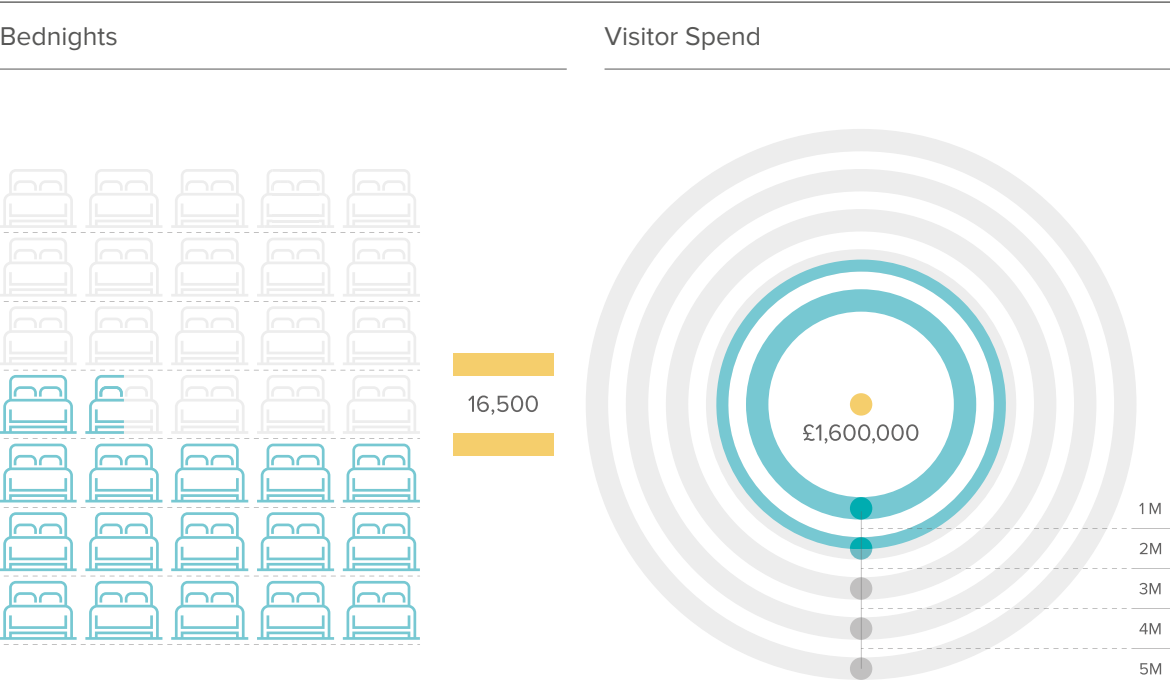 Bednights
Visitor Spend
16,500
£1,600,000
1 M
2M
3M
4M
5M